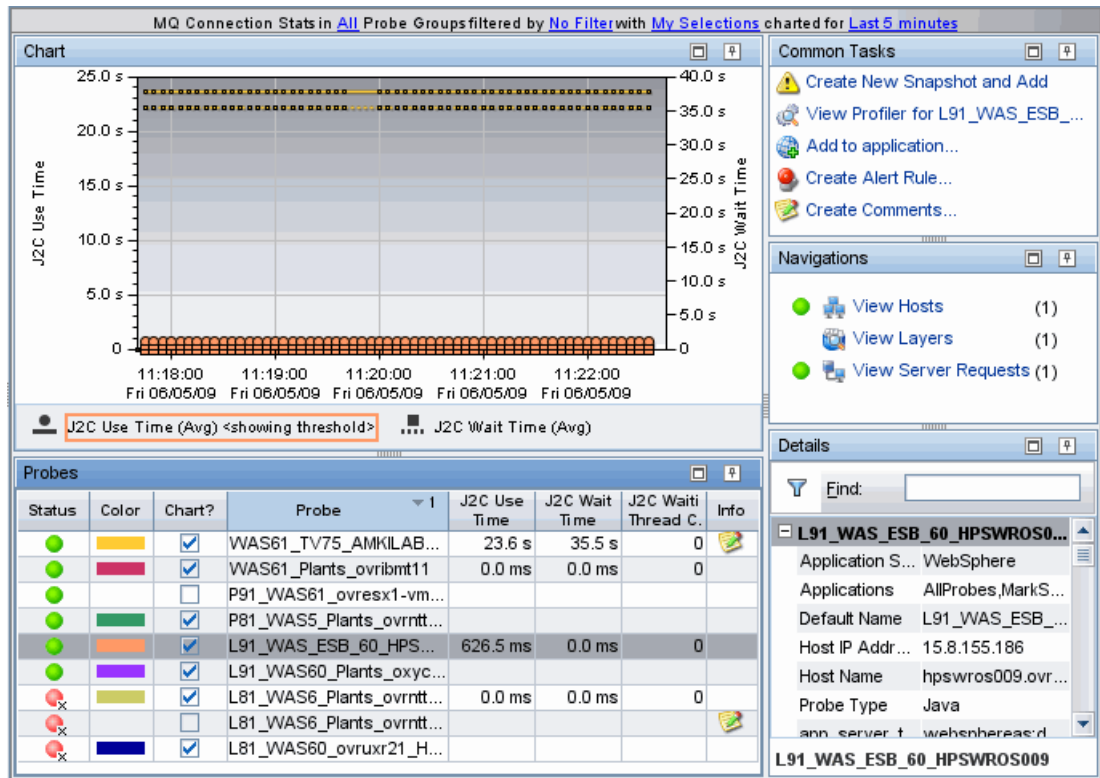 MQ Connection Stats in All Probe Groups filtered by No Filter with My Selections charted for Last 5 minutes
Chart
25.0 s
20.0 s
15.0 s
10.0 s
5.0 s
0
J2C Use Time
40.0 s
35.0 s
30.0 s
25.0 s
20.0 s
15.0 s
10.0 s
5.0 s
0
J2C Wait Time
11:18:00 11:19:00 11:20:00 11:21:00 11:22:00
Fri 06/05/09 Fri 06/05/09 Fri 06/05/09 Fri 06/05/09 Fri 06/05/09
J2C Use Time (Avg) <showing threshold> J2C Wait Time (Avg)
Probes
Status Color Chart? Probe 1 J2C Use Time J2C Wait Time J2C Waiti Thread C. Info
WAS61_TV75_AMKILAB... 23.6 s 35.5 s 0
WAS61_Plants_ovribmt11 0.0 ms 0.0 ms 0
P91_WAS61_ovresx1-vm...
P81_WAS5_Plants_ovrntt...
L91_WAS_ESB_60_HPS... 626.5 ms 0.0 ms 0
L91_WAS60_Plants_oxyc...
L81_WAS6_Plants_ovrntt... 0.0 ms 0.0 ms 0
L81_WAS6_Plants_ovrntt...
L81_WAS60_ovruxr21_H...
Common Tasks
Create New Snapshot and Add
View Profiler for L91_WAS_ESB_...
Add to application...
Create Alert Rule...
Create Comments...
Navigations
View Hosts (1)
View Layers (1)
View Server Requests (1)
Details
Find:
L91_WAS_ESB_60_HPSWROS0...
Application S... WebSphere
Applications AllProbes,MarkS...
Default Name L91_WAS_ESB_...
Host IP Addr... 15.8.155.186
Host Name hpswros009.ovr...
Probe Type Java
app_server_t websphereas:d
L91_WAS_ESB_60_HPSWROS009